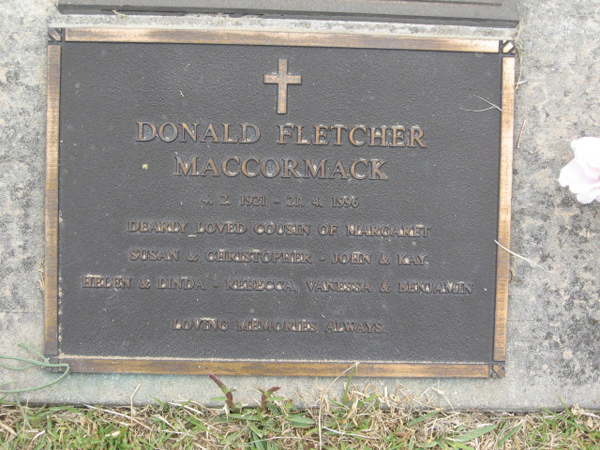 DONALD FLETCHER
MACCORMACK
4. 2. 1921 - 21. 4. 1996
DEARLY LOVED COUSIN OF MARGARET
SUSAN & CHRISTOPHER - JOHN & KAY
HELEN & LINDA - REBECCA, VANESSA & BENJAMIN
LOVING MEMORIES ALWAYS